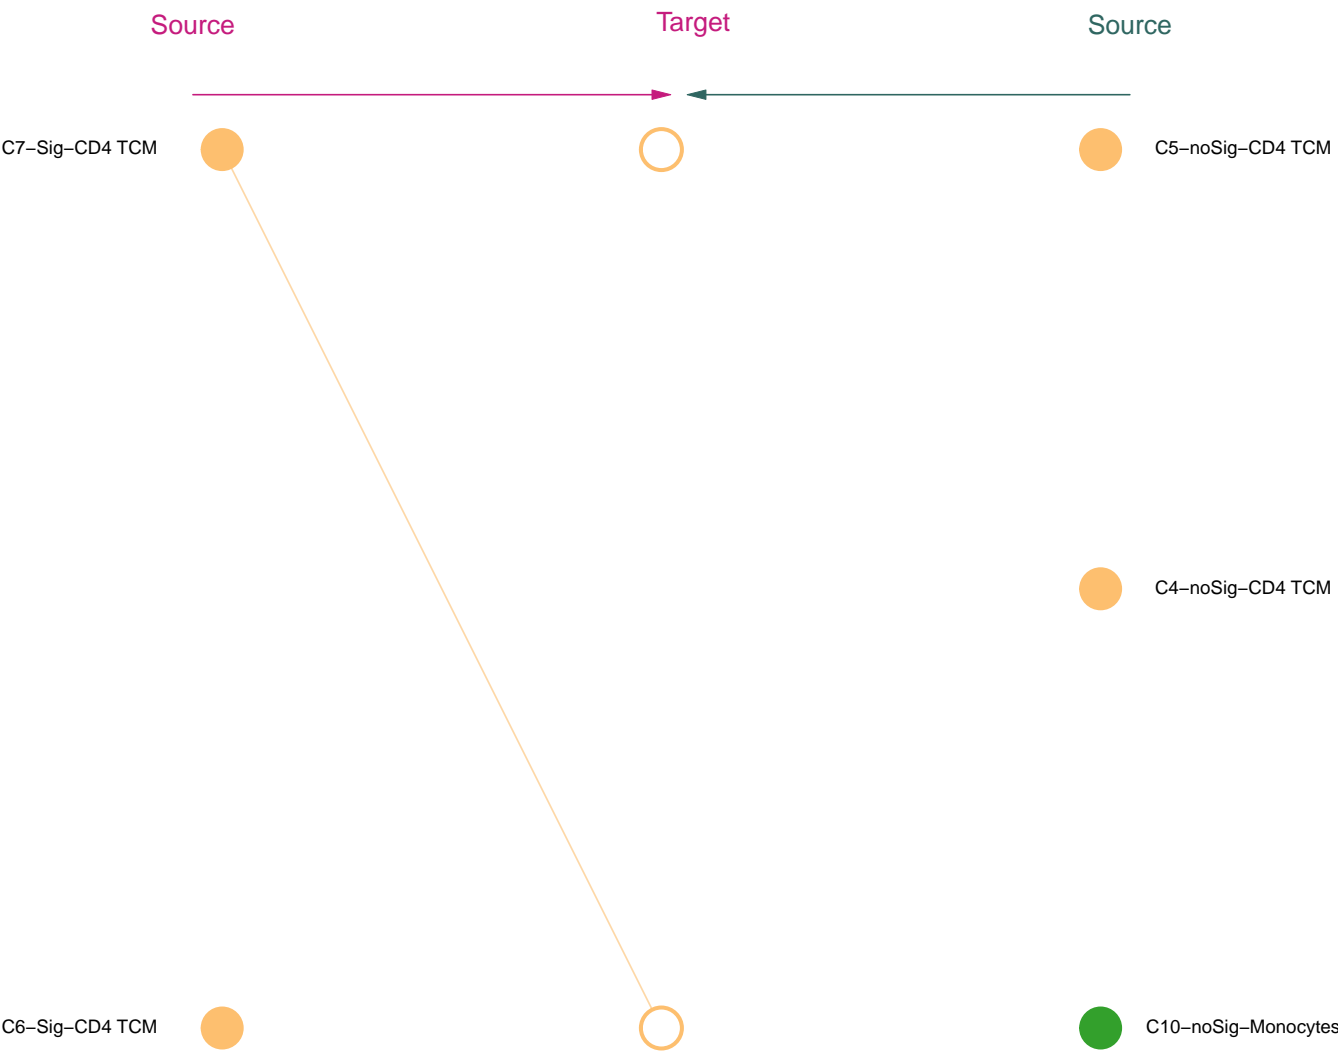 Source
Target
Source
C7−Sig−CD4 TCM
C5−noSig−CD4 TCM
C4−noSig−CD4 TCM
C6−Sig−CD4 TCM
C10−noSig−Monocytes